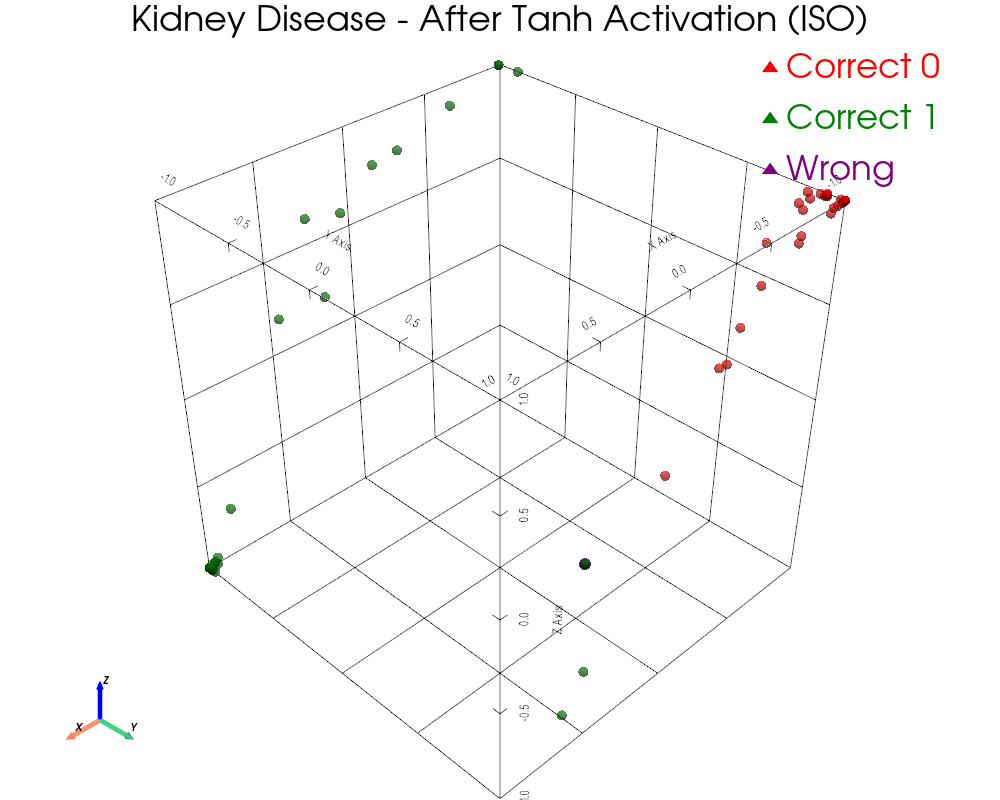 Kidney Disease - After Tanh Activation (ISO)
Correct 0
Correct 1
Wrong
-1.0
-0.5
0.0
0.5
1.0
Y Axis
-1.0
-0.5
0.0
0.5
1.0
X Axis
1.0
0.5
0.0
-0.5
Z Axis
Z
X
Y